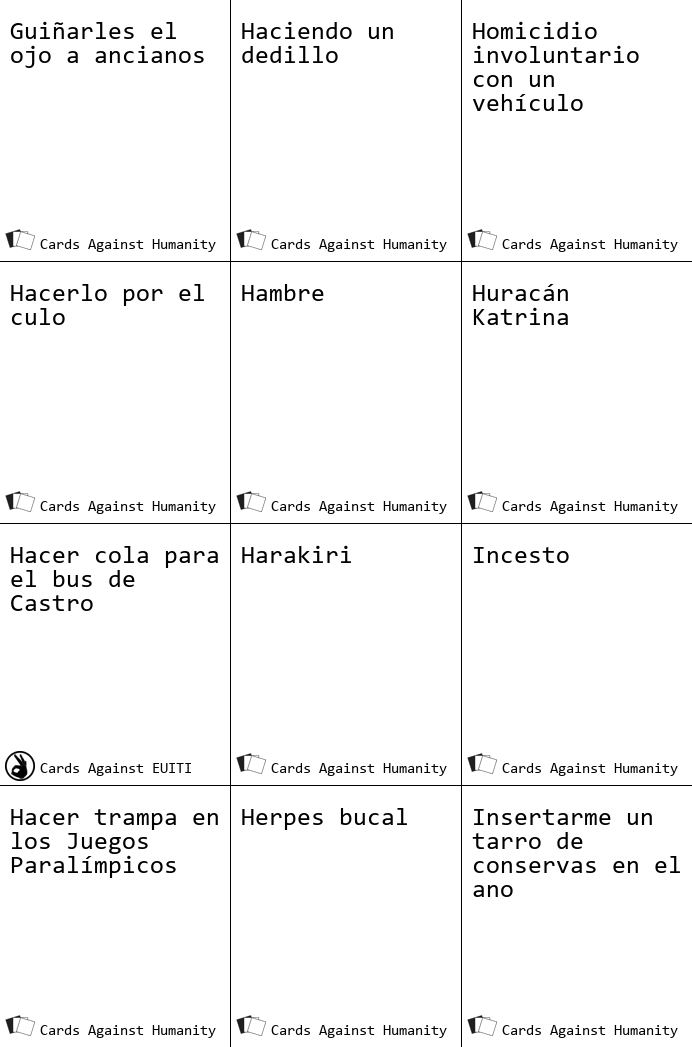 Guiñarles el
ojo a ancianos
Cards Against Humanity
Haciendo un
dedillo
Cards Against Humanity
Homicidio
involuntario
con un
vehículo
Cards Against Humanity
Hacerlo por el
culo
Cards Against Humanity
Hambre
Cards Against Humanity
Huracán
Katrina
Cards Against Humanity
Hacer cola para
el bus de
Castro
Cards Against EUITI
Harakiri
Cards Against Humanity
Incesto
Cards Against Humanity
Hacer trampa en
los Juegos
Paralímpicos
Cards Against Humanity
Herpes bucal
Cards Against Humanity
Insertarme un
tarro de
conservas en el
ano
Cards Against Humanity